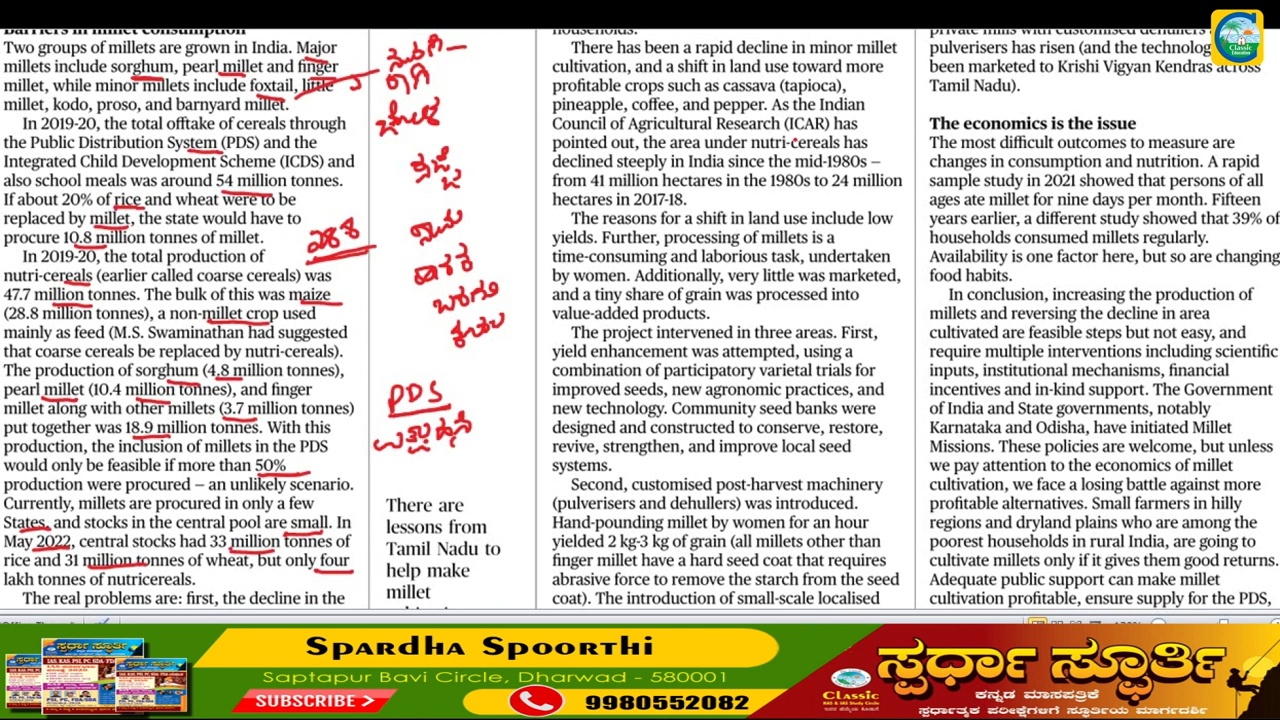 Barriers in millet consumption
Two groups of millets are grown in India. Major
millets include sorghum, pearl millet and finger
millet, while minor millets include foxtail, little
millet, kodo, proso, and barnyard millet.
In 2019-20, the total offtake of cereals through
the Public Distribution System (PDS) and the
Integrated Child Development Scheme (ICDS) and
also school meals was around 54 million tonnes.
If about 20% of rice and wheat were to be
replaced by millet, the state would have to
procure 10.8 million tonnes of millet.
In 2019-20, the total production of
nutri-cereals (earlier called coarse cereals) was
47.7 million tonnes. The bulk of this was maize
(28.8 million tonnes), a non-millet crop used
mainly as feed (M.S. Swaminathan had suggested
that coarse cereals be replaced by nutri-cereals).
The production of sorghum (4.8 million tonnes),
pearl millet (10.4 million tonnes), and finger
millet along with other millets (3.7 million tonnes)
put together was 18.9 million tonnes. With this
production, the inclusion of millets in the PDS
would only be feasible if more than 50%
production were procured – an unlikely scenario.
Currently, millets are procured in only a few
States, and stocks in the central pool are small. In
May 2022, central stocks had 33 million tonnes of
rice and 31 million tonnes of wheat, but only four
lakh tonnes of nutricereals.
The real problems are: first, the decline in the
ರಾಗಿ
ಜೋಳ
ಸಜ್ಜೆ
288
PDS
There are
lessons from
Tamil Nadu to
help make
millet
households.
There has been a rapid decline in minor millet
cultivation, and a shift in land use toward more
profitable crops such as cassava (tapioca),
pineapple, coffee, and pepper. As the Indian
Council of Agricultural Research (ICAR) has
pointed out, the area under nutri-cereals has
declined steeply in India since the mid-1980s –
from 41 million hectares in the 1980s to 24 million
hectares in 2017-18.
The reasons for a shift in land use include low
yields. Further, processing of millets is a
time-consuming and laborious task, undertaken
by women. Additionally, very little was marketed,
and a tiny share of grain was processed into
value-added products.
The project intervened in three areas. First,
yield enhancement was attempted, using a
combination of participatory varietal trials for
improved seeds, new agronomic practices, and
new technology. Community seed banks were
designed and constructed to conserve, restore,
revive, strengthen, and improve local seed
systems.
Second, customised post-harvest machinery
(pulverisers and dehullers) was introduced.
Hand-pounding millet by women for an hour
yielded 2 kg-3 kg of grain (all millets other than
finger millet have a hard seed coat that requires
abrasive force to remove the starch from the seed
coat). The introduction of small-scale localised
private mills with customised dehullers
pulverisers has risen (and the technology
been marketed to Krishi Vigyan Kendras across
Tamil Nadu).
The economics is the issue
The most difficult outcomes to measure are
changes in consumption and nutrition. A rapid
sample study in 2021 showed that persons of all
ages ate millet for nine days per month. Fifteen
years earlier, a different study showed that 39% of
households consumed millets regularly.
Availability is one factor here, but so are changing
food habits.
In conclusion, increasing the production of
millets and reversing the decline in area
cultivated are feasible steps but not easy, and
require multiple interventions including scientific
inputs, institutional mechanisms, financial
incentives and in-kind support. The Government
of India and State governments, notably
Karnataka and Odisha, have initiated Millet
Missions. These policies are welcome, but unless
we pay attention to the economics of millet
cultivation, we face a losing battle against more
profitable alternatives. Small farmers in hilly
regions and dryland plains who are among the
poorest households in rural India, are going to
cultivate millets only if it gives them good returns.
Adequate public support can make millet
cultivation profitable, ensure supply for the PDS,
Classic
Education
Spardha Spoorthi
Saptapur Bavi Circle, Dharwad - 580001
SUBSCRIBE
9980552082
ಸ್ಪರ್ಧಾ ಸ್ಫೂರ್ತಿ
ಕನ್ನಡ ಮಾಸಪತ್ರಿಕೆ
ಸ್ಪರ್ಧಾತ್ಮಕ ಪರೀಕ್ಷೆಗಳಿಗೆ ಸ್ಫೂರ್ತಿಯ ಮಾರ್ಗದರ್ಶಿ
Classic
IAS & KAS Study Circle